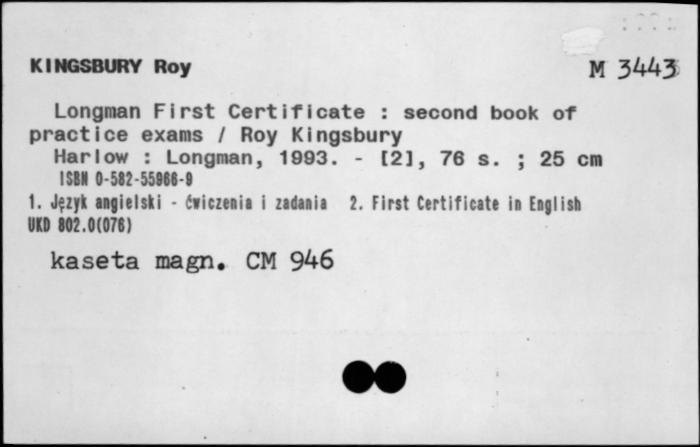 KINGSBURY Roy
M 3443
Longman First Certificate : second book of
practice exams / Roy Kingsbury
Harlow : Longman, 1993. - [2], 76 s. ; 25 cm
ISBN 0-582-55966-9
1. Język angielski - ćwiczenia i zadania 2. First Certificate in English
UKD 802.0(076)
kaseta magn. CM 946